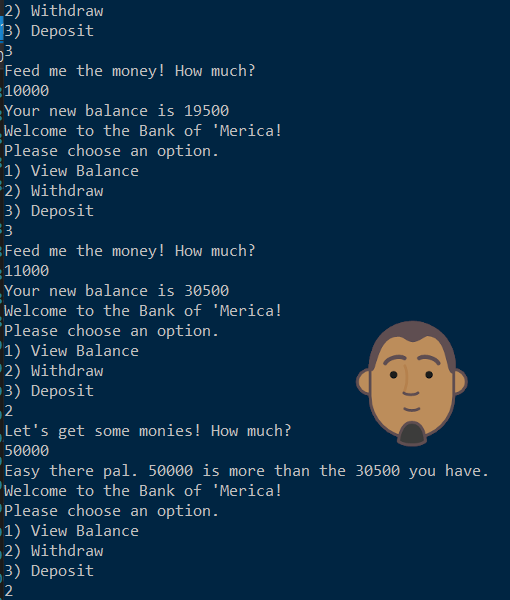 2) Withdraw
3) Deposit
3
Feed me the money! How much?
10000
Your new balance is 19500
Welcome to the Bank of 'Merica!
Please choose an option.
1) View Balance
2) Withdraw
3) Deposit
3
Feed me the money! How much?
11000
Your new balance is 30500
Welcome to the Bank of 'Merica!
Please choose an option.
1) View Balance
2) Withdraw
3) Deposit
2
Let's get some monies! How much?
50000
Easy there pal. 50000 is more than the 30500 you have.
Welcome to the Bank of 'Merica!
Please choose an option.
1) View Balance
2) Withdraw
3) Deposit
2